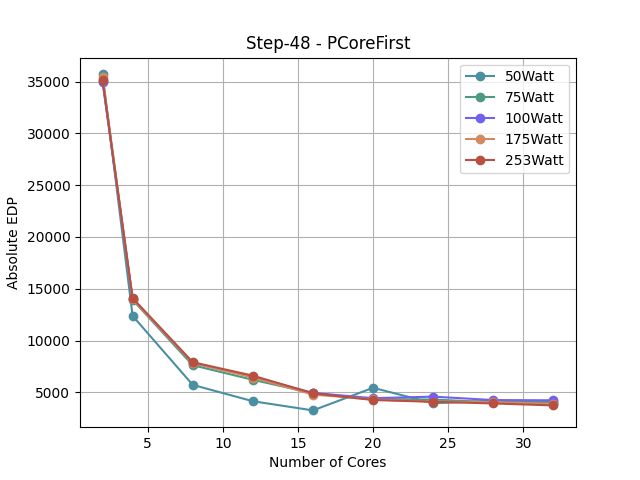 Step-48 - PCoreFirst
Absolute EDP
35000
30000
25000
20000
15000
10000
5000
50Watt
75Watt
100Watt
175Watt
253Watt
5 10 15 20 25 30
Number of Cores